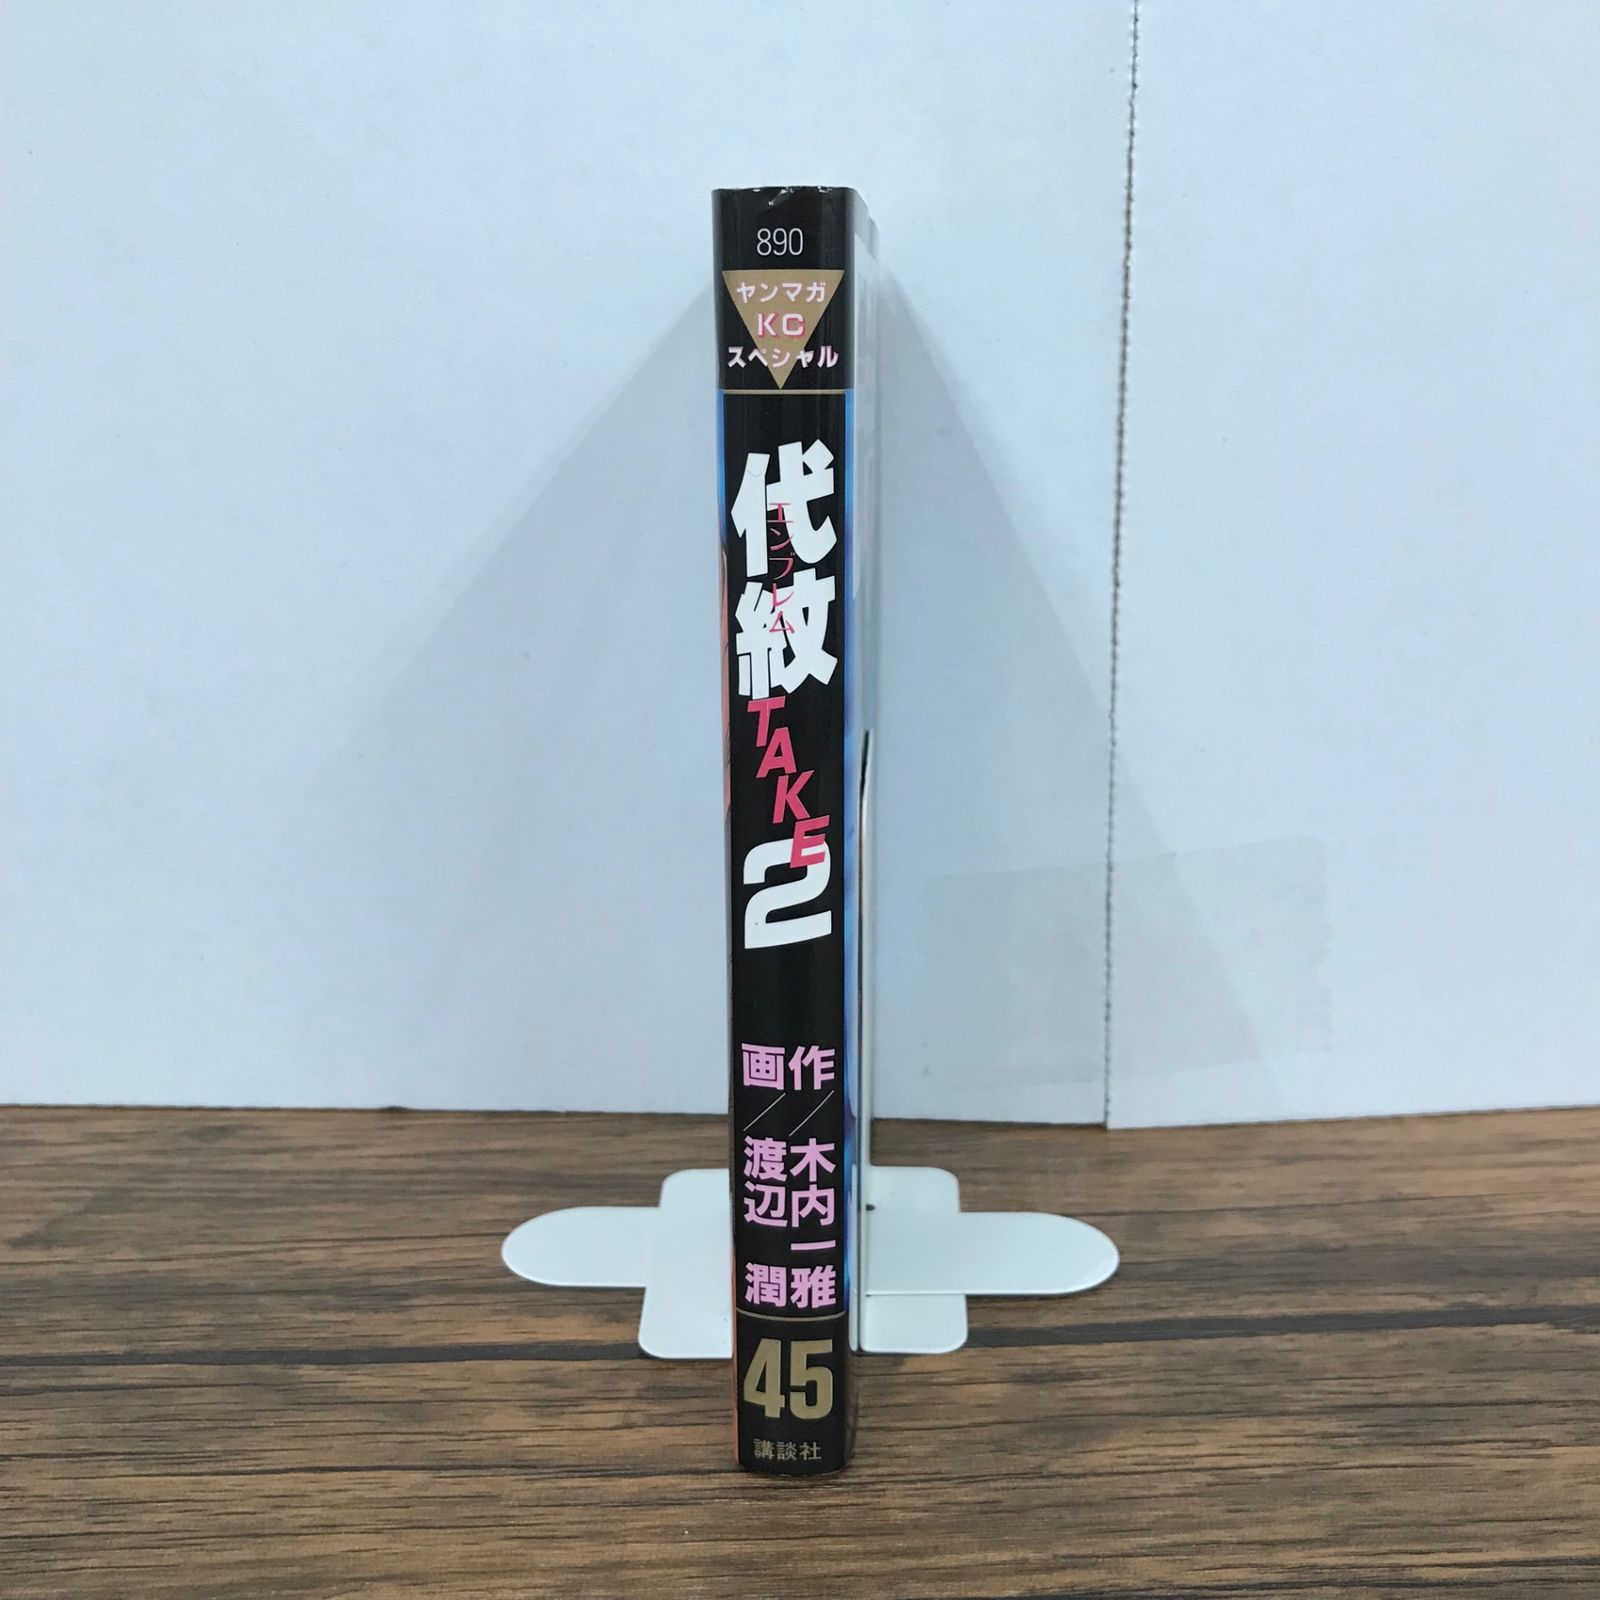 890
ヤンマガ
KC
スペシャル
代紋
エンブレム
TAKE
2
作／木内一雅
画／渡辺 潤
45
講談社